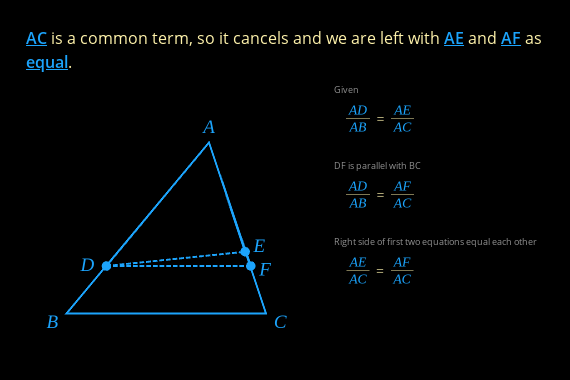 AC is a common term, so it cancels and we are left with AE and AF as
equal.
Given
AD/AB = AE/AC
DF is parallel with BC
AD/AB = AF/AC
Right side of first two equations equal each other
AE/AC = AF/AC
A
E
D
F
B
C